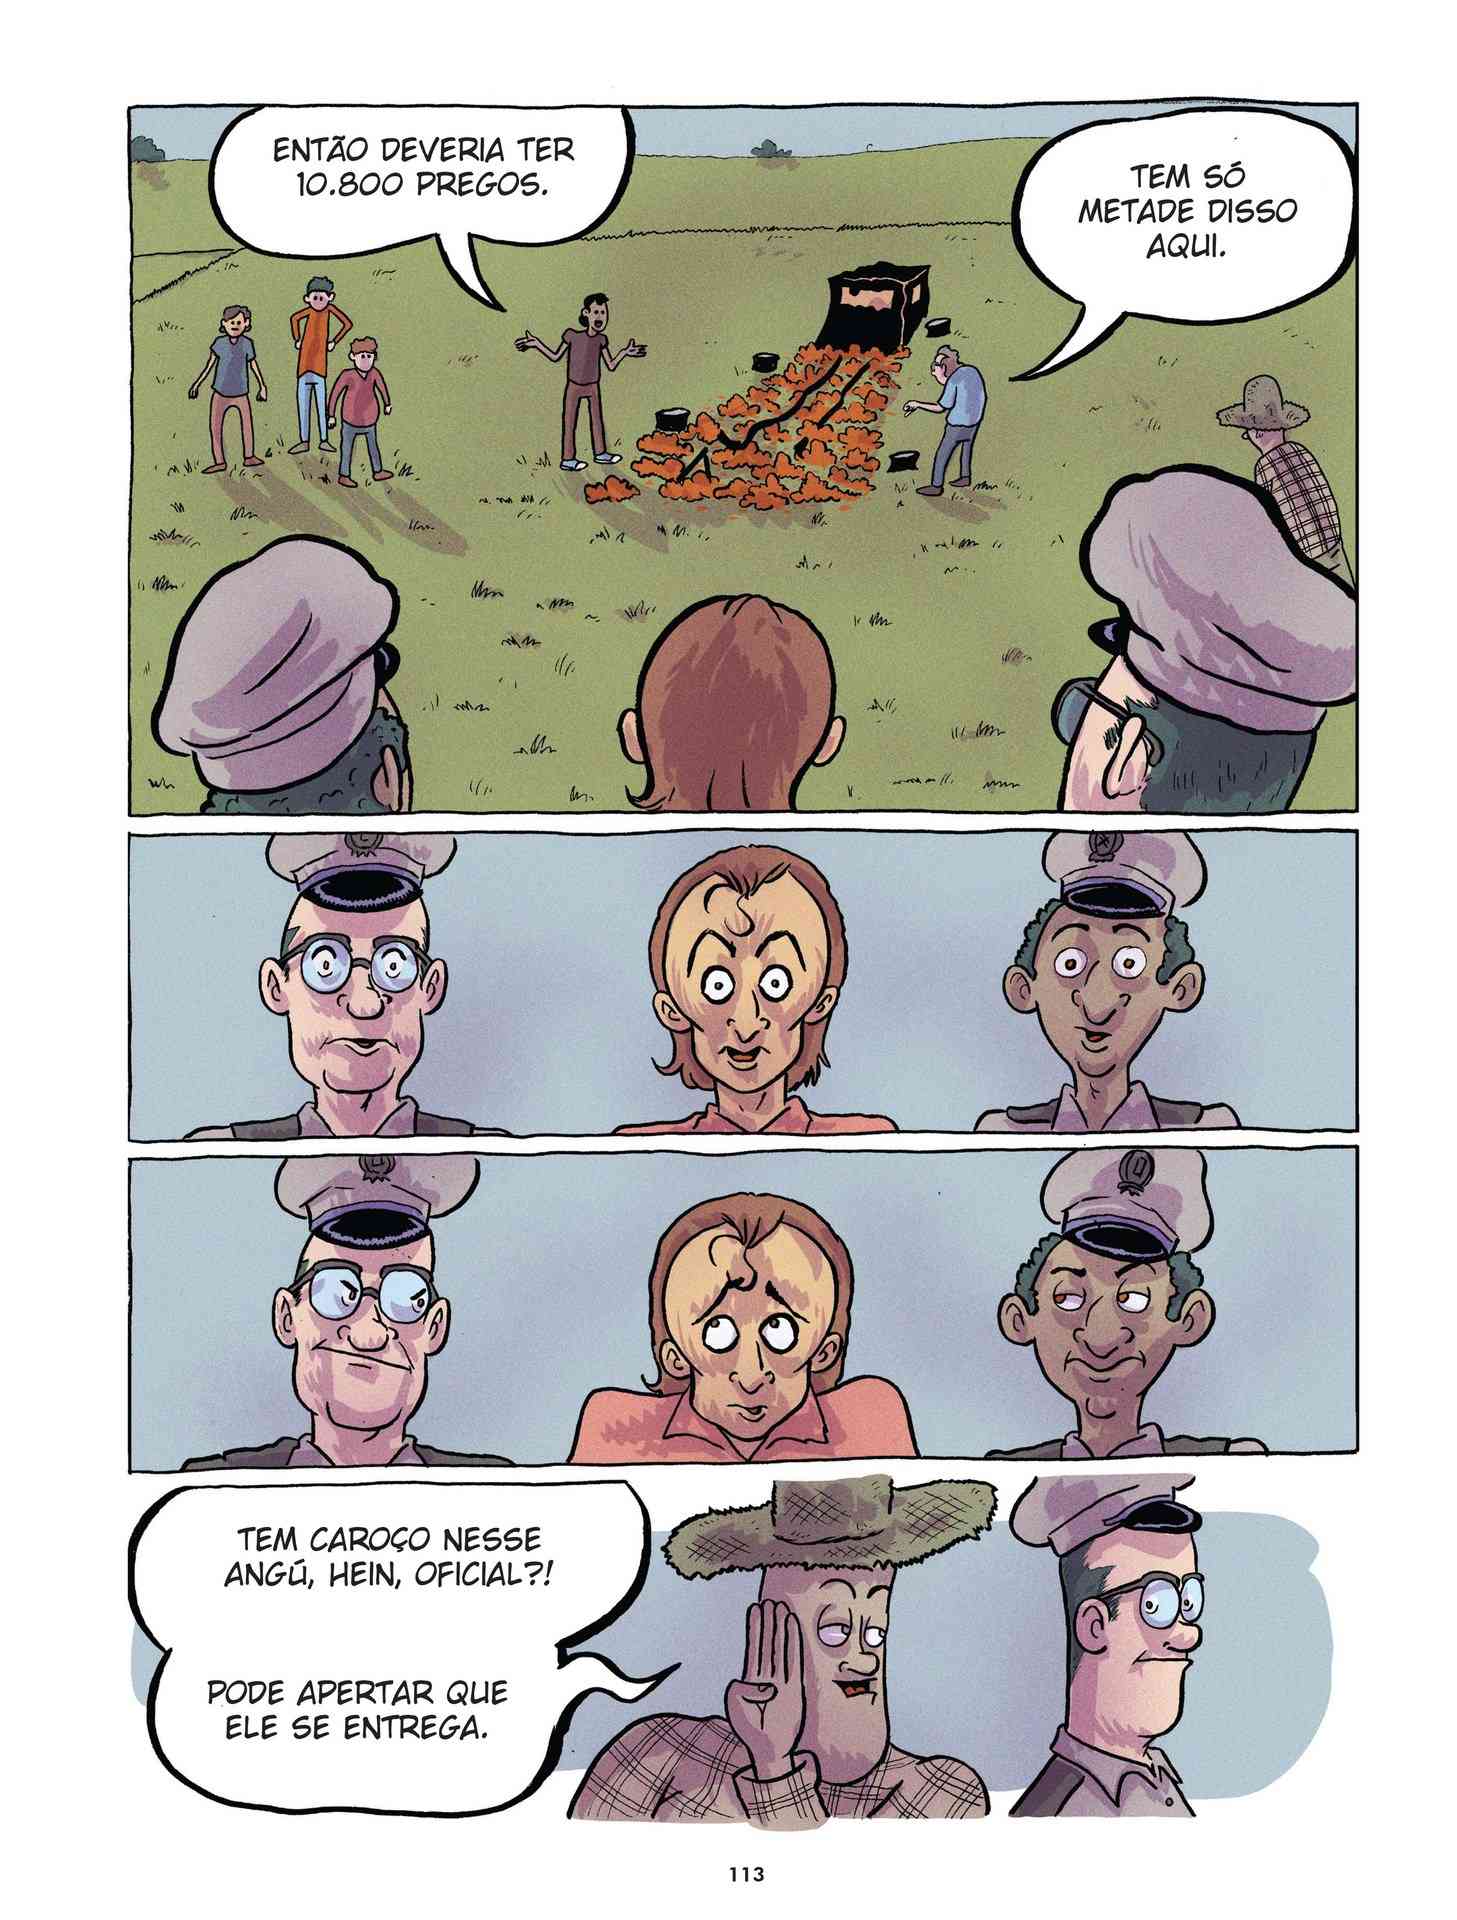 ENTÃO DEVERIA TER
10.800 PREGOS.
TEM SÓ
METADE DISSO
AQUI.
TEM CAROÇO NESSE
ANGÚ, HEIN, OFICIAL?!
PODE APERTAR QUE
ELE SE ENTREGA.
113